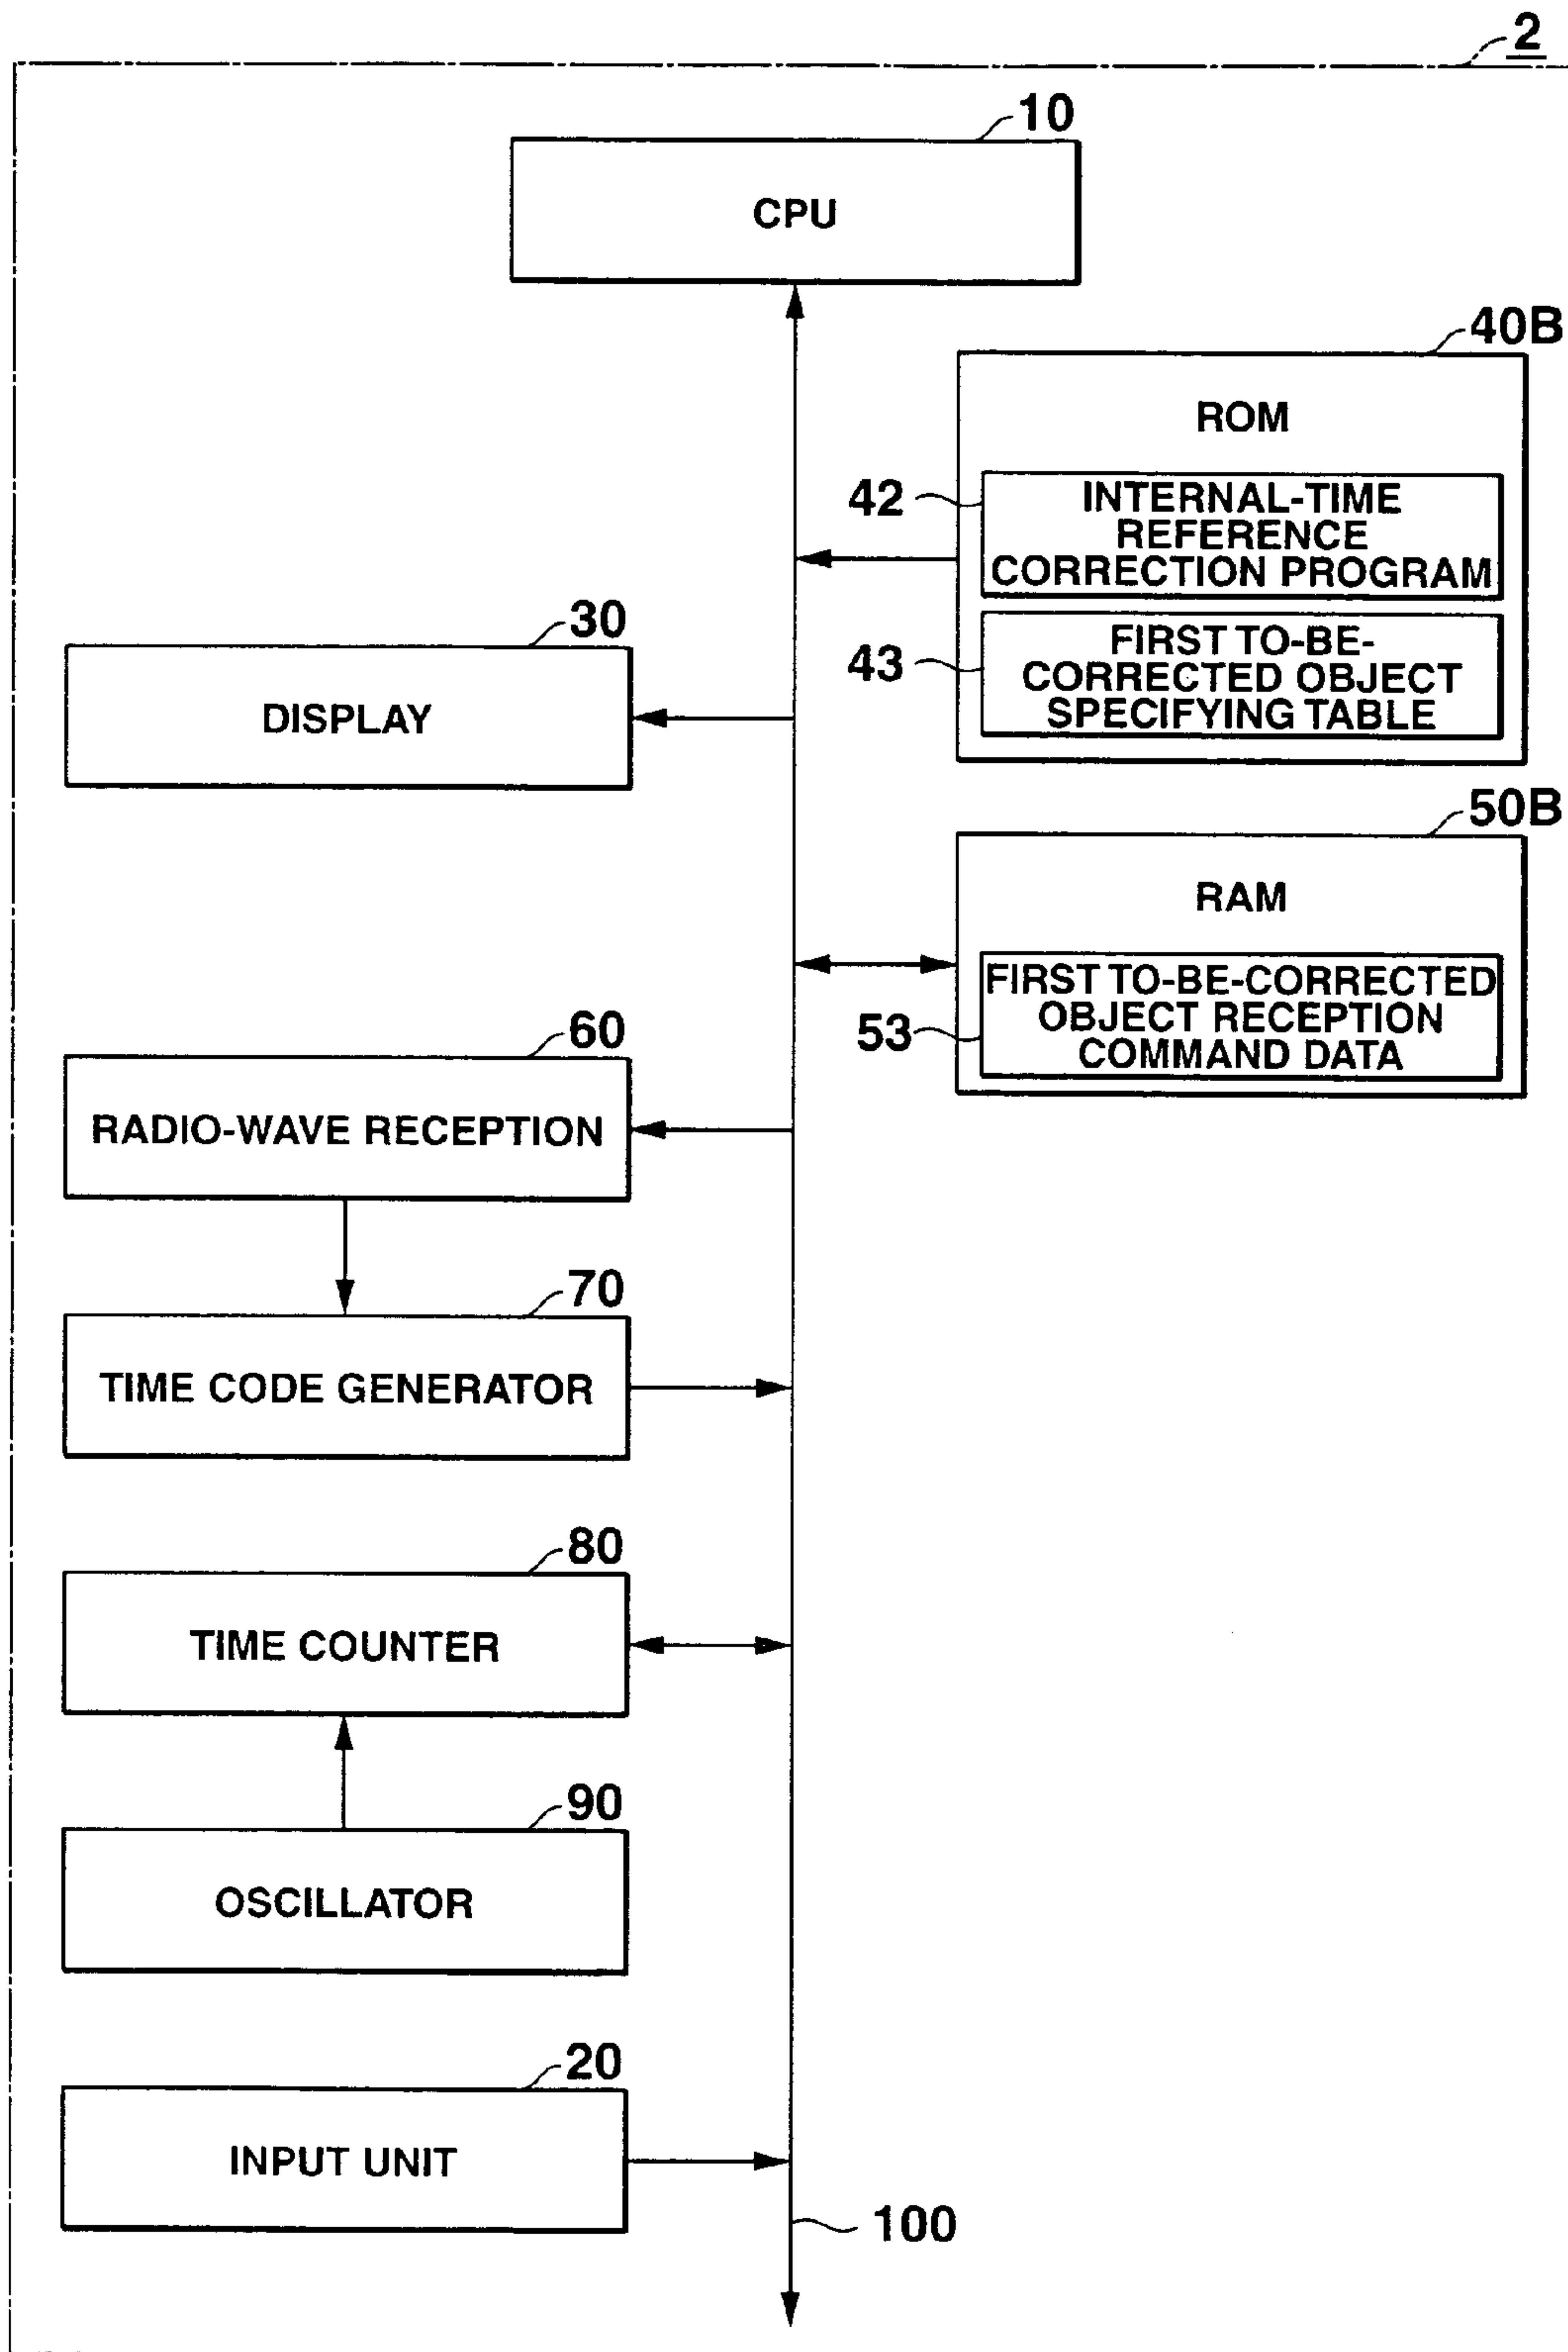 2
10
CPU
40B
ROM
42
INTERNAL-TIME
REFERENCE
CORRECTION PROGRAM
30
43
FIRST TO-BE-
CORRECTED OBJECT
SPECIFYING TABLE
DISPLAY
50B
RAM
53
FIRST TO-BE-CORRECTED
OBJECT RECEPTION
COMMAND DATA
60
RADIO-WAVE RECEPTION
70
TIME CODE GENERATOR
80
TIME COUNTER
90
OSCILLATOR
20
INPUT UNIT
100